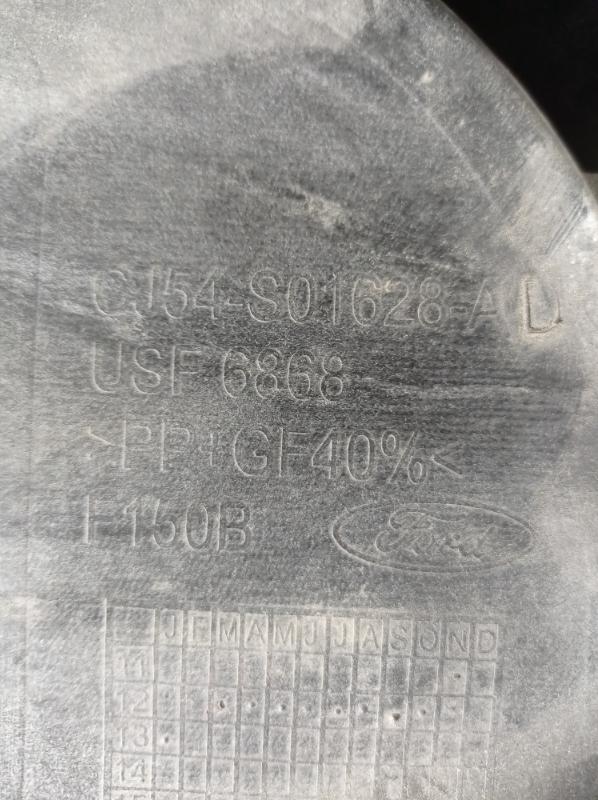 CJ54-S01628-AD
USF 6868
>PP+GF40%<
F150B Ford
J F M A M J J A S O N D
11
12
13
14